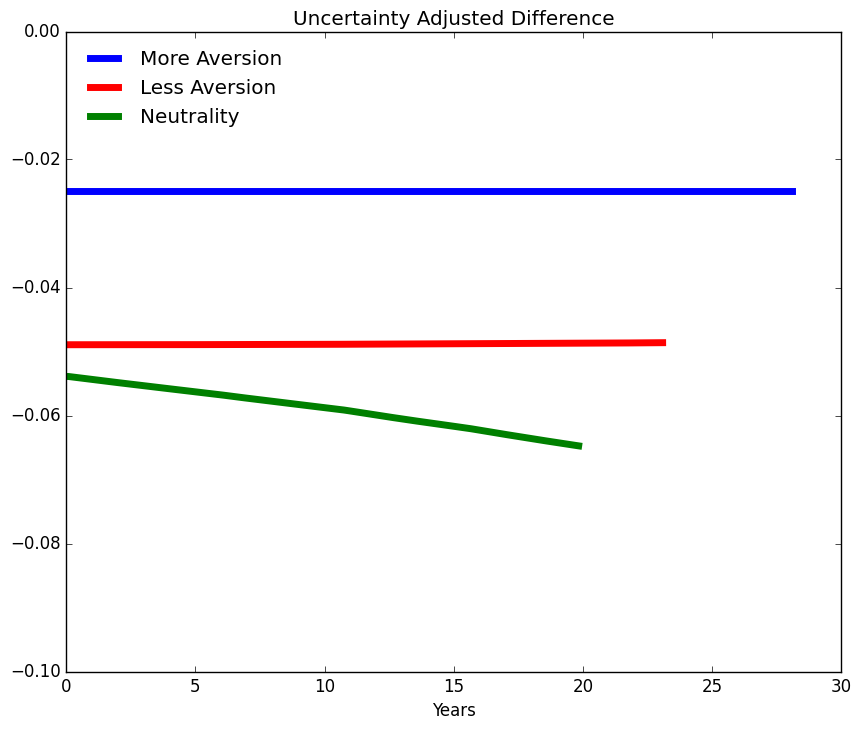 Uncertainty Adjusted Difference
0.00
More Aversion
Less Aversion
Neutrality
−0.02
−0.04
−0.06
−0.08
−0.10
0 5 10 15 20 25 30
Years